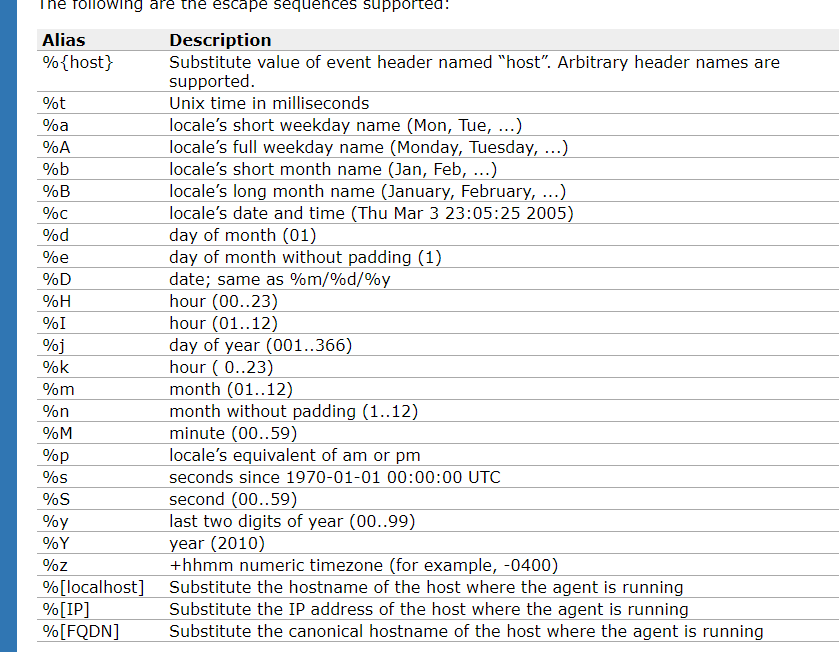 The following are the escape sequences supported:
Alias Description
%{host} Substitute value of event header named “host”. Arbitrary header names are
supported.
%t Unix time in milliseconds
%a locale’s short weekday name (Mon, Tue, ...)
%A locale’s full weekday name (Monday, Tuesday, ...)
%b locale’s short month name (Jan, Feb, ...)
%B locale’s long month name (January, February, ...)
%c locale’s date and time (Thu Mar 3 23:05:25 2005)
%d day of month (01)
%e day of month without padding (1)
%D date; same as %m/%d/%y
%H hour (00..23)
%I hour (01..12)
%j day of year (001..366)
%k hour ( 0..23)
%m month (01..12)
%n month without padding (1..12)
%M minute (00..59)
%p locale’s equivalent of am or pm
%s seconds since 1970-01-01 00:00:00 UTC
%S second (00..59)
%y last two digits of year (00..99)
%Y year (2010)
%z +hhmm numeric timezone (for example, -0400)
%[localhost] Substitute the hostname of the host where the agent is running
%[IP] Substitute the IP address of the host where the agent is running
%[FQDN] Substitute the canonical hostname of the host where the agent is running